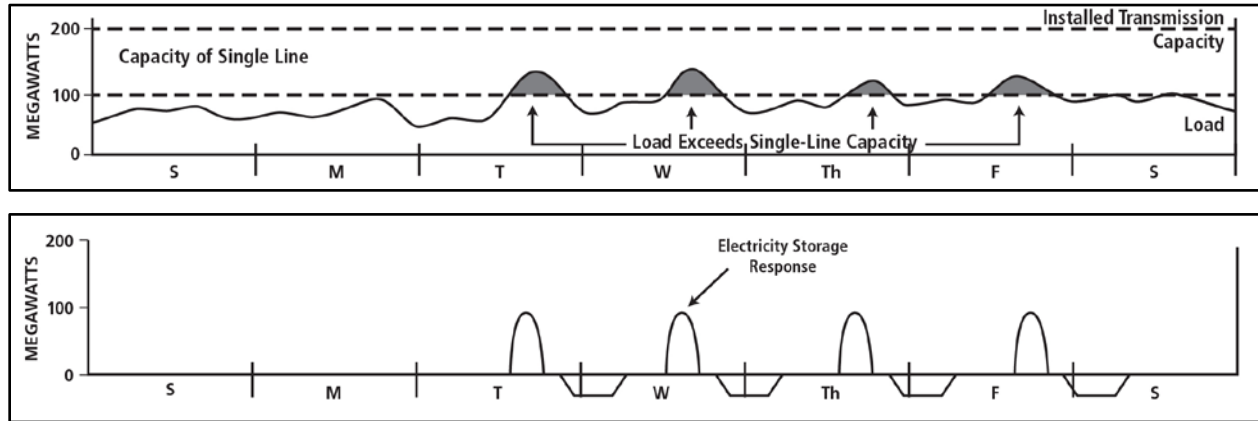 Installed Transmission
Capacity
200
Capacity of Single Line
100
MEGAWATTS
Load
Load Exceeds Single-Line Capacity
0
S M T W Th F S
200
Electricity Storage
Response
MEGAWATTS
100
0
S M T W Th F S